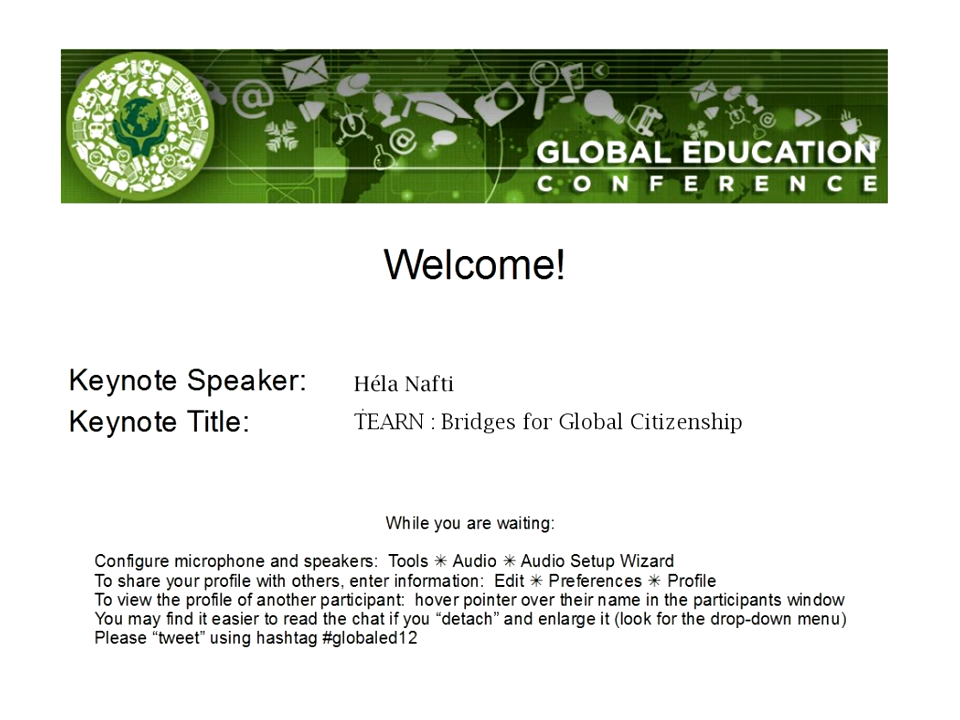 GLOBAL EDUCATION
CONFERENCE
Welcome!
Keynote Speaker: Héla Nafti
Keynote Title: ṪEARN : Bridges for Global Citizenship
While you are waiting:
Configure microphone and speakers: Tools ✴ Audio ✴ Audio Setup Wizard
To share your profile with others, enter information: Edit ✴ Preferences ✴ Profile
To view the profile of another participant: hover pointer over their name in the participants window
You may find it easier to read the chat if you “detach” and enlarge it (look for the drop-down menu)
Please “tweet” using hashtag #globaled12